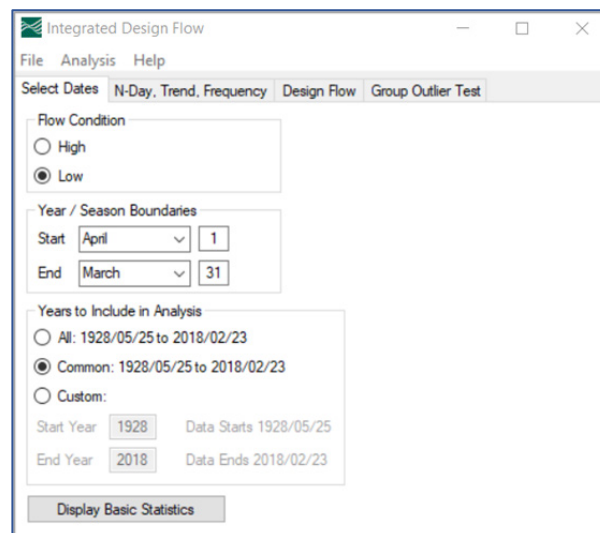 Integrated Design Flow
File Analysis Help
Select Dates N-Day, Trend, Frequency Design Flow Group Outlier Test
Flow Condition
High
Low
Year / Season Boundaries
Start April 1
End March 31
Years to Include in Analysis
All: 1928/05/25 to 2018/02/23
Common: 1928/05/25 to 2018/02/23
Custom:
Start Year 1928 Data Starts 1928/05/25
End Year 2018 Data Ends 2018/02/23
Display Basic Statistics